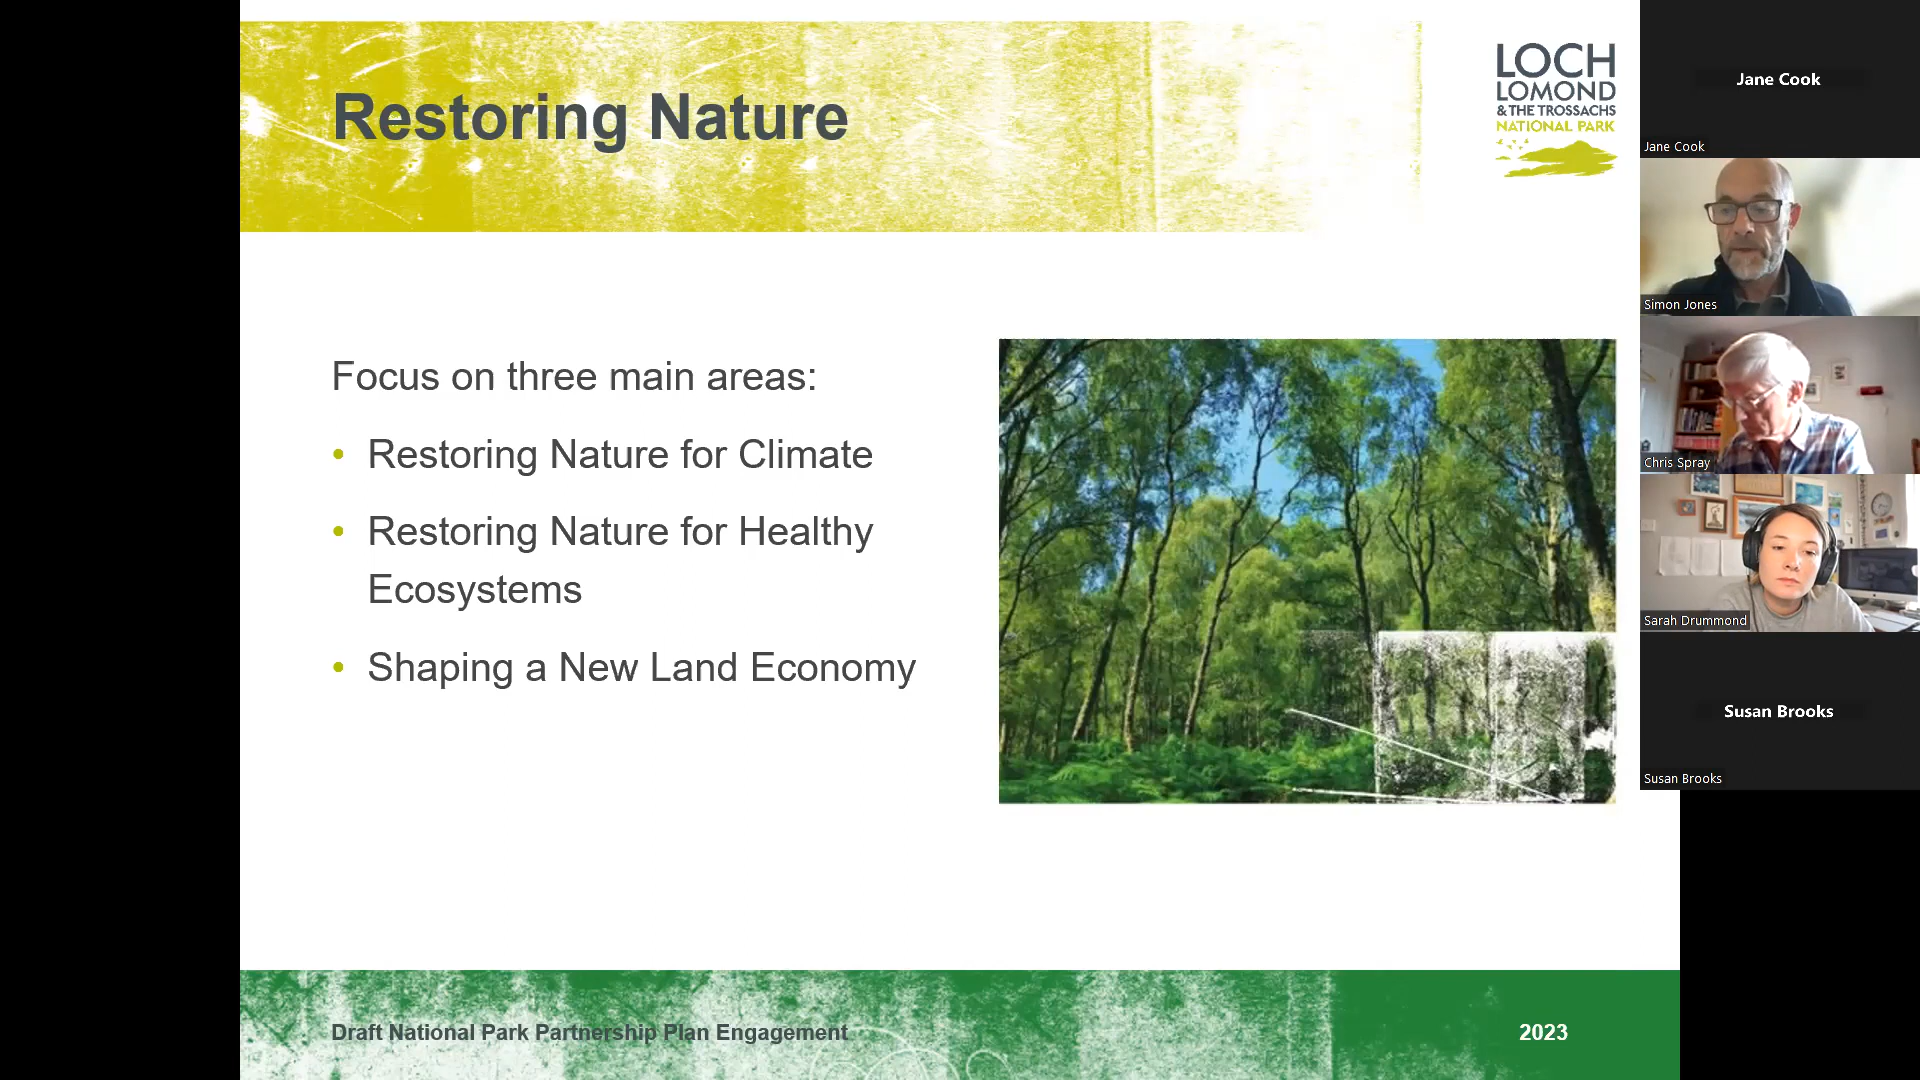 Restoring Nature
LOCH
LOMOND
& THE TROSSACHS
NATIONAL PARK
Focus on three main areas:
• Restoring Nature for Climate
• Restoring Nature for Healthy
Ecosystems
• Shaping a New Land Economy
Draft National Park Partnership Plan Engagement
2023
Jane Cook
Jane Cook
Simon Jones
Chris Spray
Sarah Drummond
Susan Brooks
Susan Brooks